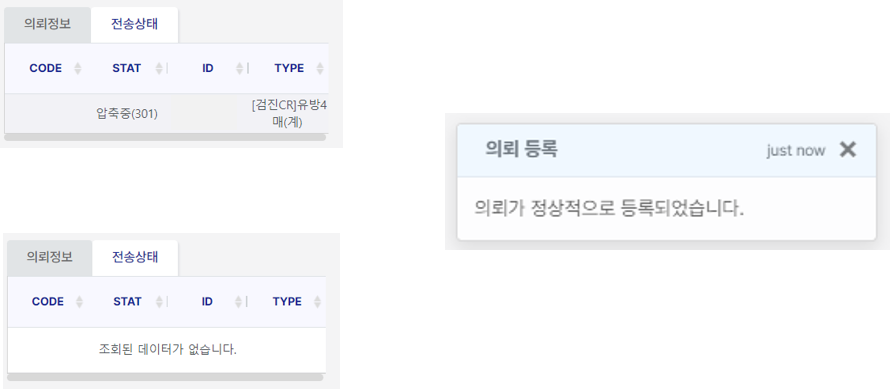 의뢰정보 전송상태
CODE STAT ID TYPE
압축중(301) [검진CR]유방4
매(계)
의뢰 등록 just now
의뢰가 정상적으로 등록되었습니다.
의뢰정보 전송상태
CODE STAT ID TYPE
조회된 데이터가 없습니다.